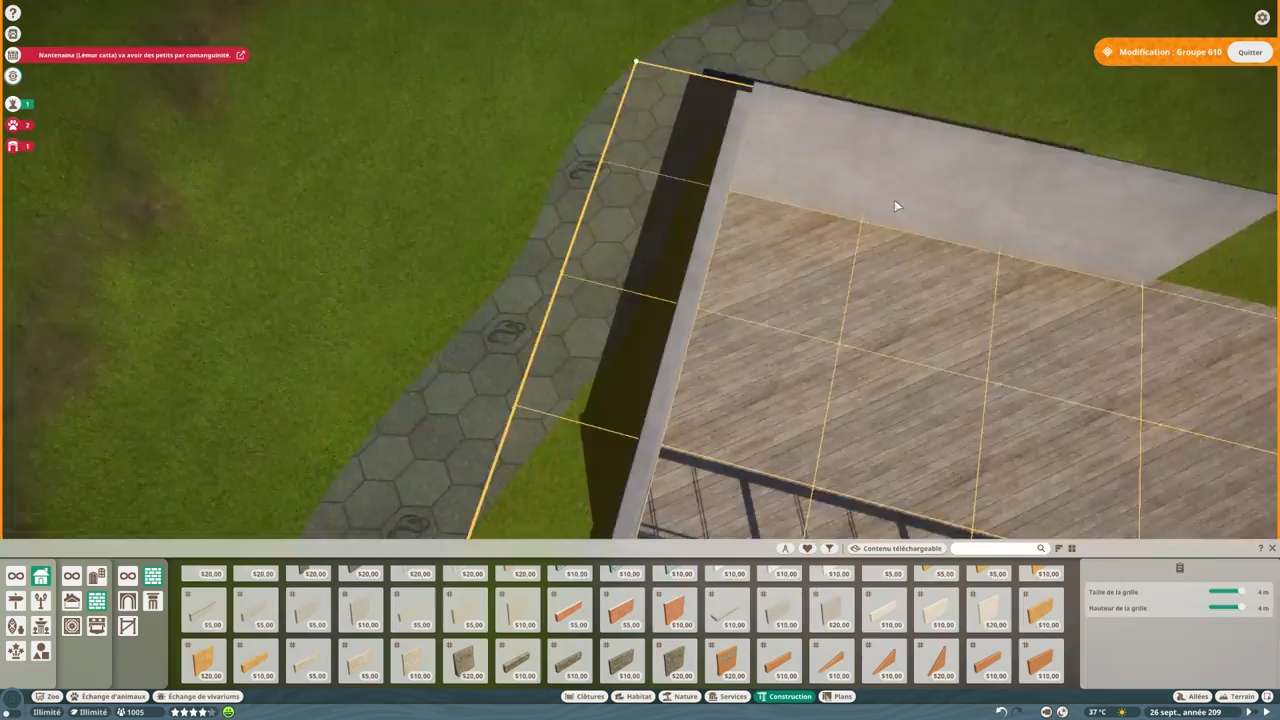 ?
Nantenaina (Lémur catta) va avoir des petits par consanguinité.
Modification : Groupe 610
Quitter
1
2
1
Contenu téléchargeable
?
$20,00 $20,00 $20,00 $20,00 $20,00 $20,00 $10,00 $10,00 $10,00 $10,00 $10,00 $10,00 $10,00 $5,00 $5,00 $5,00 $10,00
$5,00 $5,00 $5,00 $10,00 $5,00 $5,00 $10,00 $5,00 $5,00 $10,00 $5,00 $10,00 $20,00 $10,00 $10,00 $20,00 $10,00
$20,00 $10,00 $5,00 $10,00 $20,00 $20,00 $10,00 $10,00 $10,00 $20,00 $20,00 $10,00 $10,00 $10,00 $20,00 $10,00 $10,00
Taille de la grille 4 m
Hauteur de la grille 4 m
Zoo Échange d'animaux Échange de vivariums Clôtures Habitat Nature Services Construction Plans Allées Terrain
Illimité Illimité 1005 37 °C 26 sept., année 209